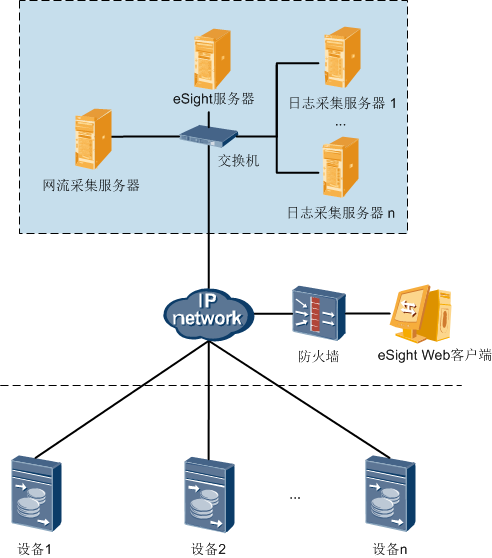 eSight服务器
日志采集服务器 1
...
交换机
网流采集服务器
日志采集服务器 n
IP
network
防火墙
eSight Web客户端
...
设备1
设备2
设备n